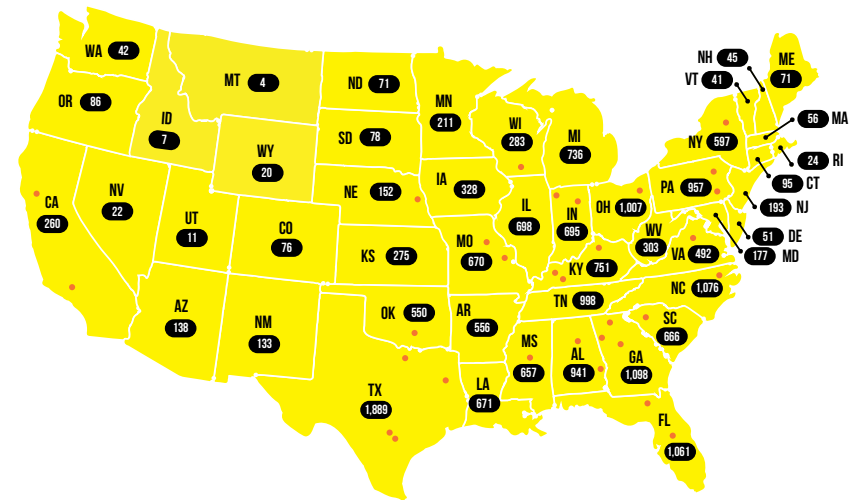 WA 42
OR 86
ID
7
MT 4
ND 71
MN
211
WI
283
MI
736
NH 45
VT 41
ME
71
56 MA
NY 597
24 RI
95 CT
193 NJ
51 DE
177 MD
SD 78
WY
20
NE 152
IA 328
CA
260
NV
22
UT
11
CO
76
KS 275
MO
670
IL
698
IN
695
OH 1,007
PA 957
WV
303
VA 492
KY 751
NC 1,076
TN 998
SC
666
AZ
138
NM
133
OK 550
AR
556
MS
657
AL
941
GA
1,098
TX
1,889
LA
671
FL
1,061